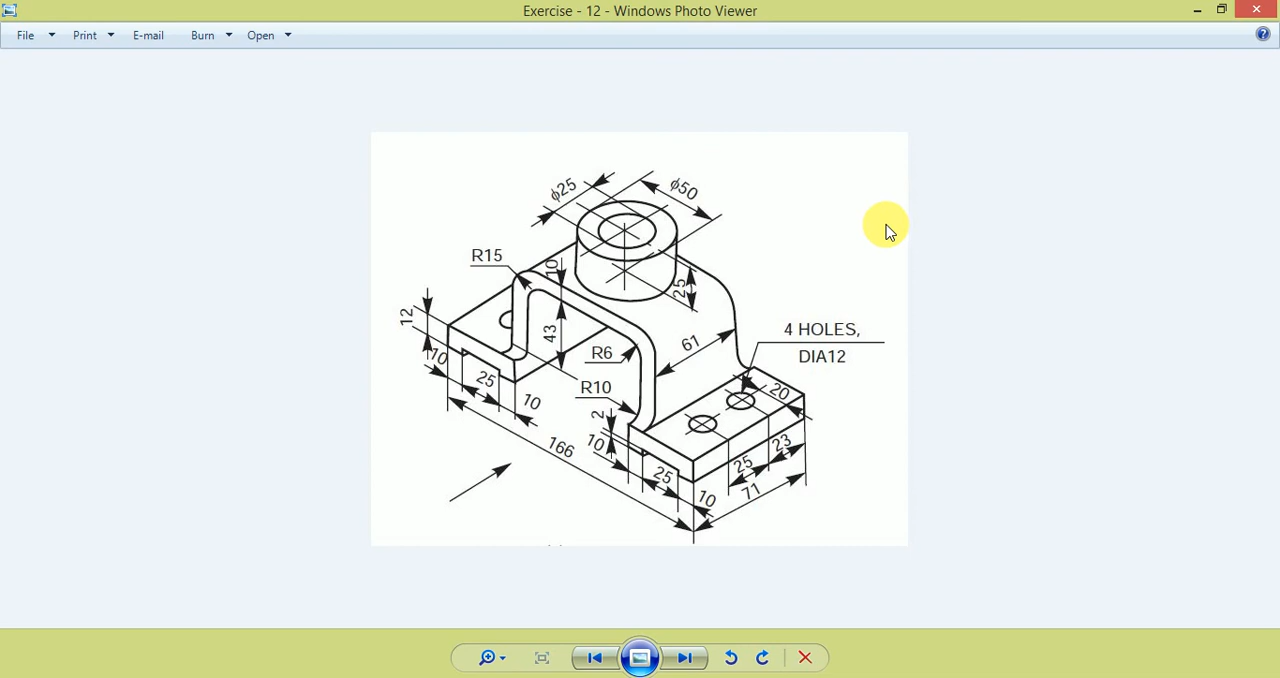 Exercise - 12 - Windows Photo Viewer
File Print E-mail Burn Open
ϕ25
ϕ50
R15
10
25
12
43
61
4 HOLES,
DIA12
R6
10
25
10
R10
20
2
10
166
23
25
25
71
10